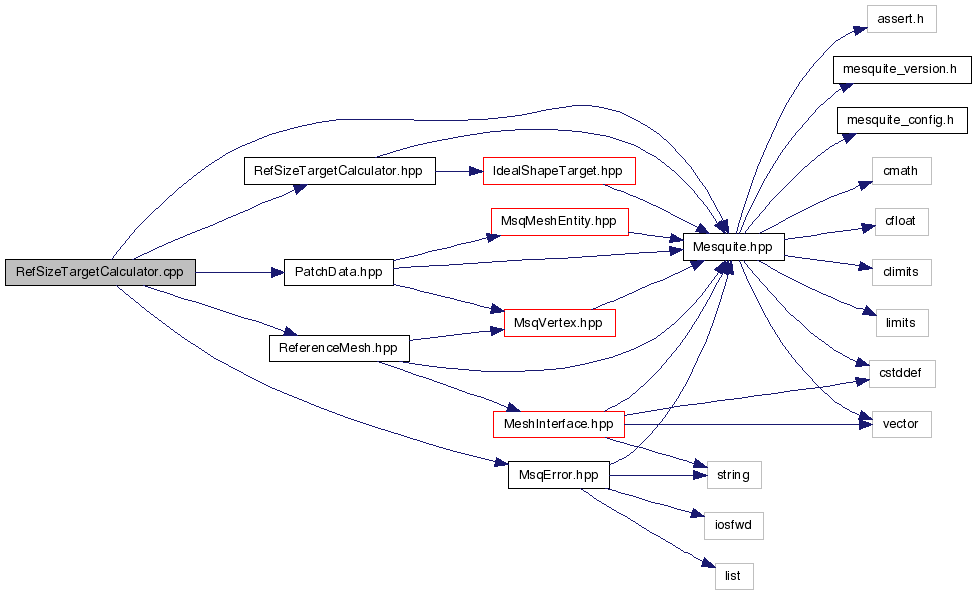 assert.h
mesquite_version.h
mesquite_config.h
RefSizeTargetCalculator.hpp
IdealShapeTarget.hpp
cmath
MsqMeshEntity.hpp
cfloat
Mesquite.hpp
RefSizeTargetCalculator.cpp
PatchData.hpp
climits
MsqVertex.hpp
limits
ReferenceMesh.hpp
cstddef
MeshInterface.hpp
vector
MsqError.hpp
string
iosfwd
list